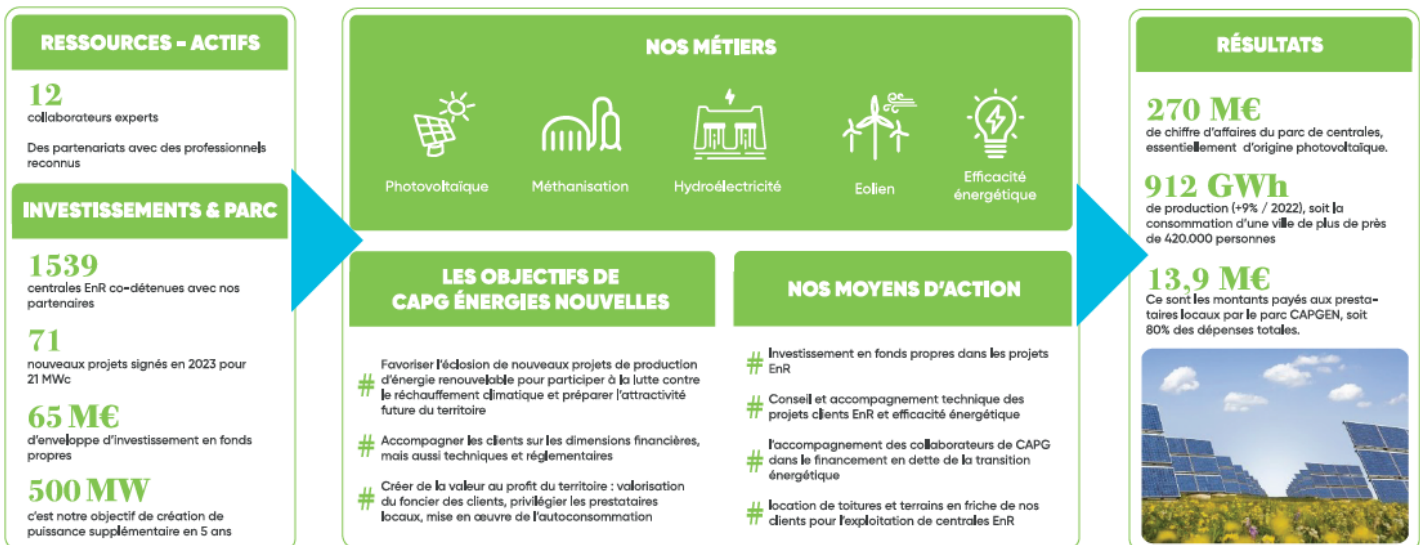 RESSOURCES - ACTIFS
12
collaborateurs experts
Des partenariats avec des professionnels
reconnus
INVESTISSEMENTS & PARC
1539
centrales EnR co-détenues avec nos
partenaires
71
nouveaux projets signés en 2023 pour
21 MWc
65 M€
d'enveloppe d'investissement en fonds
propres
500 MW
c'est notre objectif de création de
puissance supplémentaire en 5 ans
NOS MÉTIERS
Photovoltaïque
Méthanisation
Hydroélectricité
Eolien
Efficacité
énergétique
LES OBJECTIFS DE
CAPG ÉNERGIES NOUVELLES
# Favoriser l'éclosion de nouveaux projets de production
d'énergie renouvelable pour participer à la lutte contre
le réchauffement climatique et préparer l'attractivité
future du territoire
# Accompagner les clients sur les dimensions financières,
mais aussi techniques et réglementaires
# Créer de la valeur au profit du territoire : valorisation
du foncier des clients, privilégier les prestataires
locaux, mise en œuvre de l'autoconsommation
NOS MOYENS D'ACTION
# Investissement en fonds propres dans les projets
EnR
# Conseil et accompagnement technique des
projets clients EnR et efficacité énergétique
# l'accompagnement des collaborateurs de CAPG
dans le financement en dette de la transition
énergétique
# location de toitures et terrains en friche de nos
clients pour l'exploitation de centrales EnR
RÉSULTATS
270 M€
de chiffre d'affaires du parc de centrales,
essentiellement d'origine photovoltaïque.
912 GWh
de production (+9% / 2022), soit la
consommation d'une ville de plus de près
de 420.000 personnes
13,9 M€
Ce sont les montants payés aux presta-
taires locaux par le parc CAPGEN, soit
80% des dépenses totales.